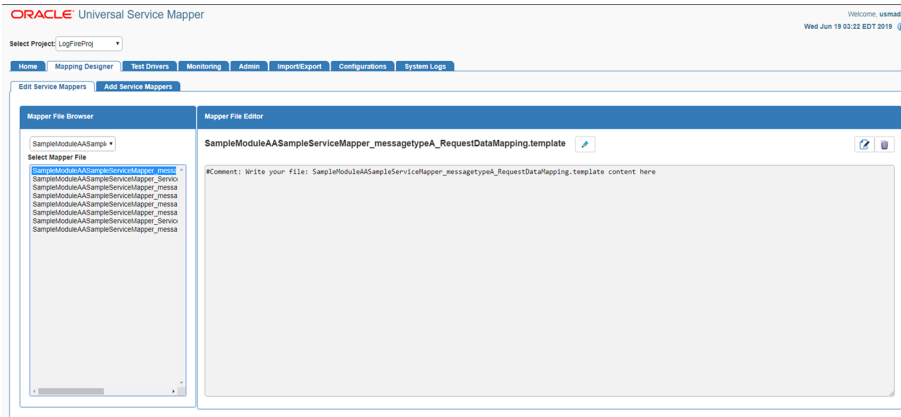 ORACLE Universal Service Mapper
Welcome, usmad
Wed Jun 19 03:22 EDT 2019
Select Project: LogFireProj
Home Mapping Designer Test Drivers Monitoring Admin Import/Export Configurations System Logs
Edit Service Mappers Add Service Mappers
Mapper File Browser
Mapper File Editor
SampleModuleAASampl
SampleModuleAASampleServiceMapper_messagetypeA_RequestDataMapping.template
Select Mapper File
SampleModuleAASampleServiceMapper_messa
SampleModuleAASampleServiceMapper_Servic
SampleModuleAASampleServiceMapper_messa
SampleModuleAASampleServiceMapper_messa
SampleModuleAASampleServiceMapper_messa
SampleModuleAASampleServiceMapper_messa
SampleModuleAASampleServiceMapper_Servic
SampleModuleAASampleServiceMapper_messa
#Comment: Write your file: SampleModuleAASampleServiceMapper_messagetypeA_RequestDataMapping.template content here